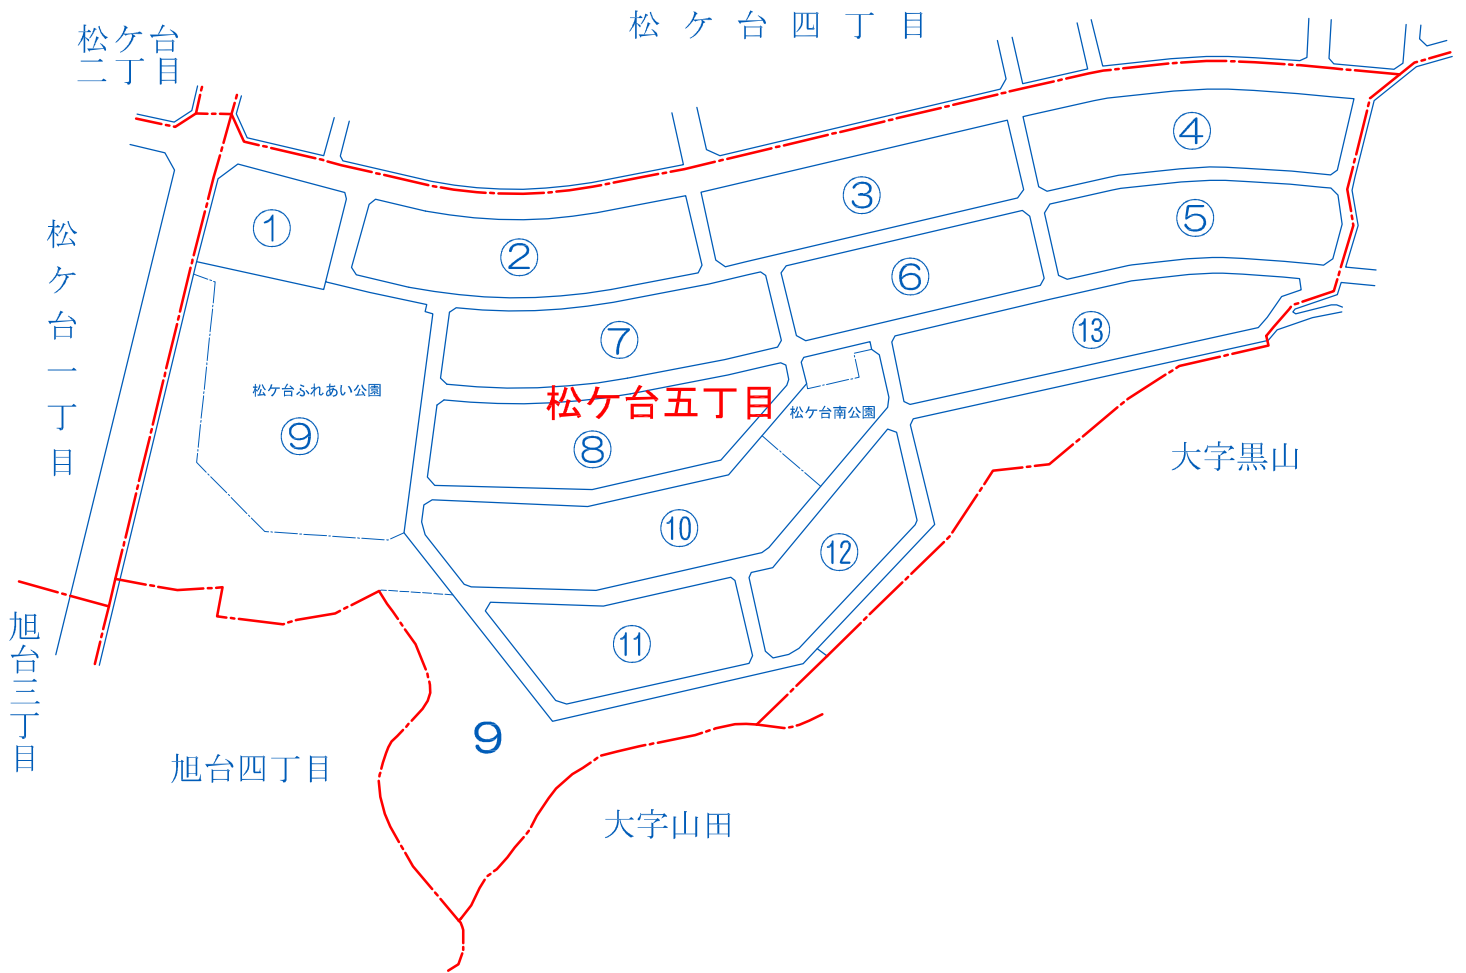 松ケ台四丁目
松ケ台
二丁目
④
③
⑤
①
②
⑥
松ケ台一丁目
⑬
⑦
松ケ台ふれあい公園
松ケ台五丁目
松ケ台南公園
⑨
⑧
大字黒山
⑩
⑫
旭台三丁目
⑪
9
旭台四丁目
大字山田